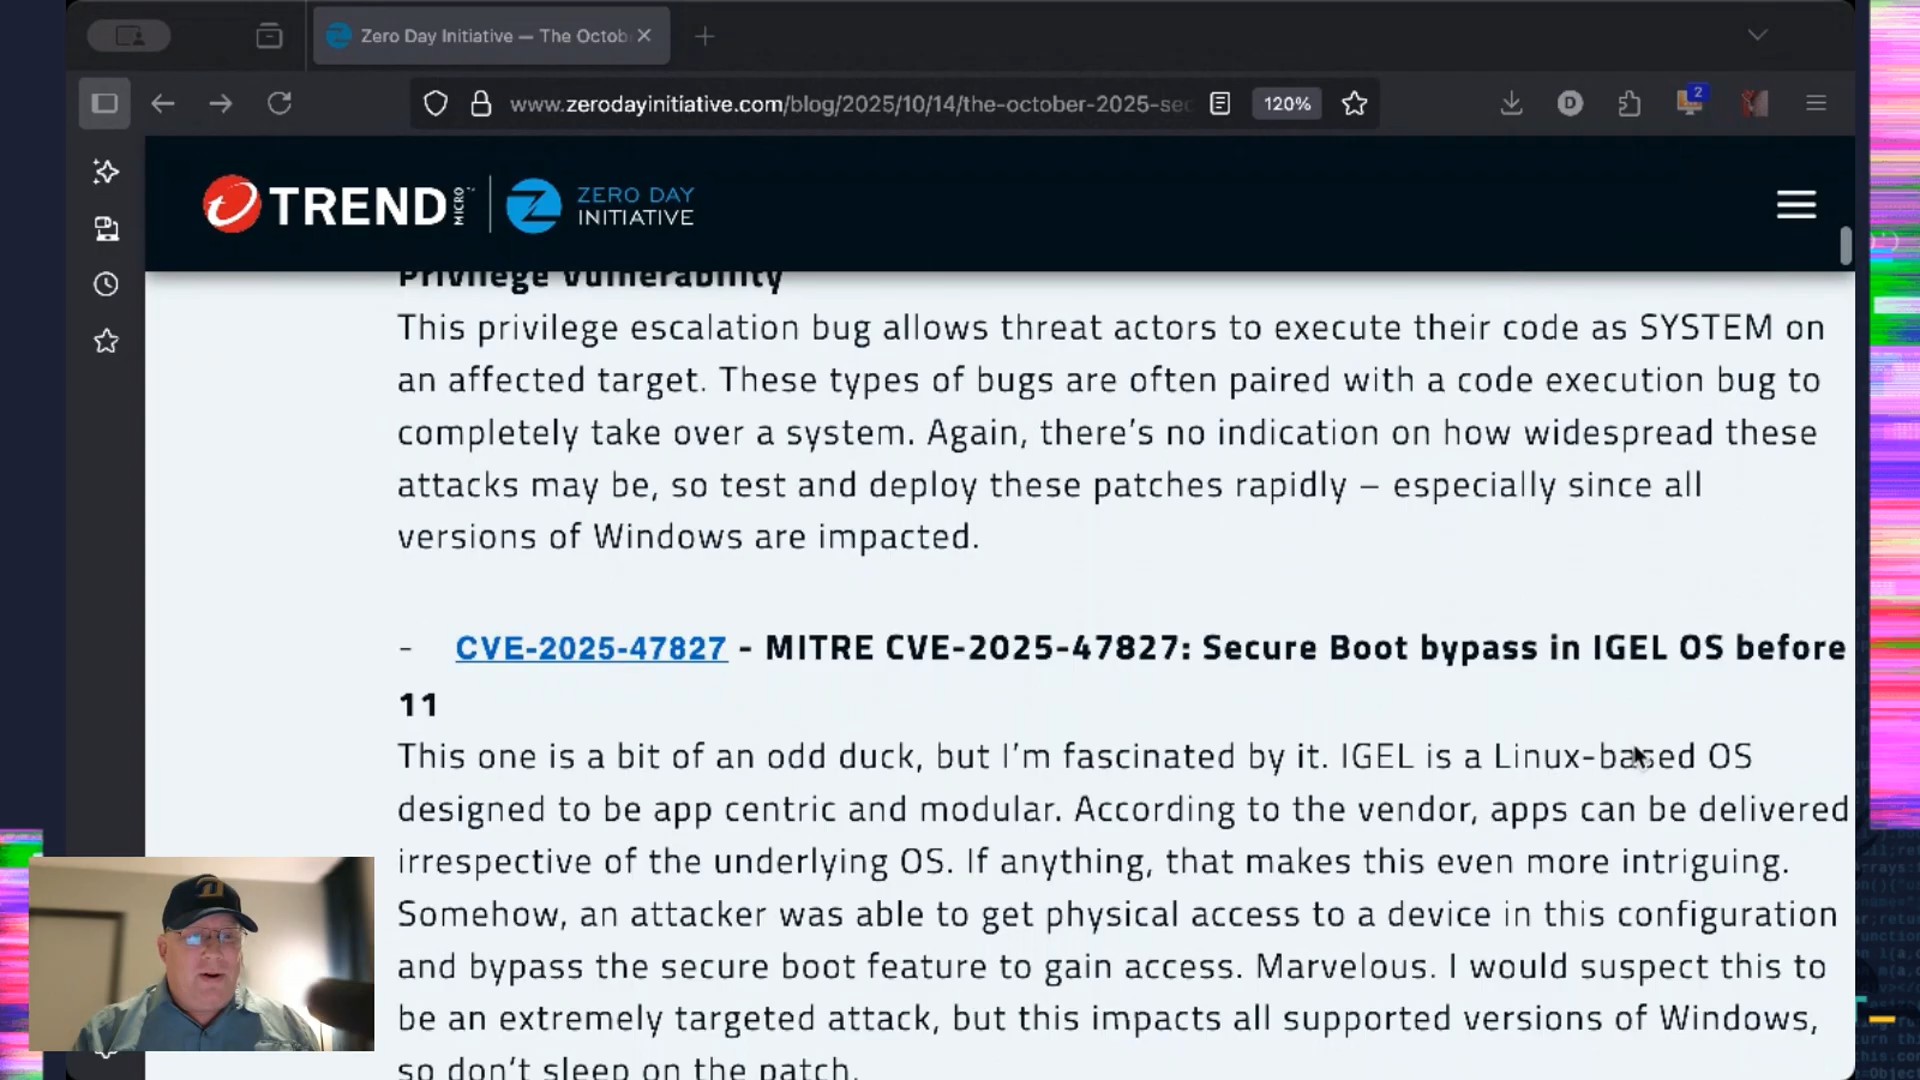 Zero Day Initiative — The Octob
www.zerodayinitiative.com/blog/2025/10/14/the-october-2025-sec
120%
D
2
TREND MICRO
ZERO DAY
INITIATIVE
Privilege Vulnerability
This privilege escalation bug allows threat actors to execute their code as SYSTEM on
an affected target. These types of bugs are often paired with a code execution bug to
completely take over a system. Again, there’s no indication on how widespread these
attacks may be, so test and deploy these patches rapidly – especially since all
versions of Windows are impacted.
- CVE-2025-47827 - MITRE CVE-2025-47827: Secure Boot bypass in IGEL OS before
11
This one is a bit of an odd duck, but I’m fascinated by it. IGEL is a Linux-based OS
designed to be app centric and modular. According to the vendor, apps can be delivered
irrespective of the underlying OS. If anything, that makes this even more intriguing.
Somehow, an attacker was able to get physical access to a device in this configuration
and bypass the secure boot feature to gain access. Marvelous. I would suspect this to
be an extremely targeted attack, but this impacts all supported versions of Windows,
so don’t sleep on the patch.